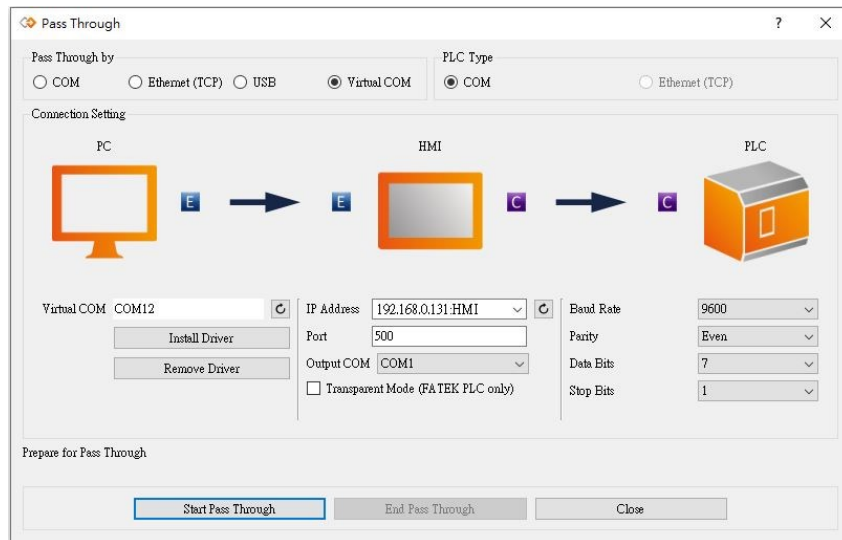 Pass Through
?
Pass Through by
COM
Ethernet (TCP)
USB
Virtual COM
PLC Type
COM
Ethernet (TCP)
Connection Setting
PC
HMI
PLC
E
E
C
C
Virtual COM COM12
Install Driver
Remove Driver
IP Address 192.168.0.131:HMI
Port 500
Output COM COM1
Transparent Mode (FATEK PLC only)
Baud Rate 9600
Parity Even
Data Bits 7
Stop Bits 1
Prepare for Pass Through
Start Pass Through
End Pass Through
Close